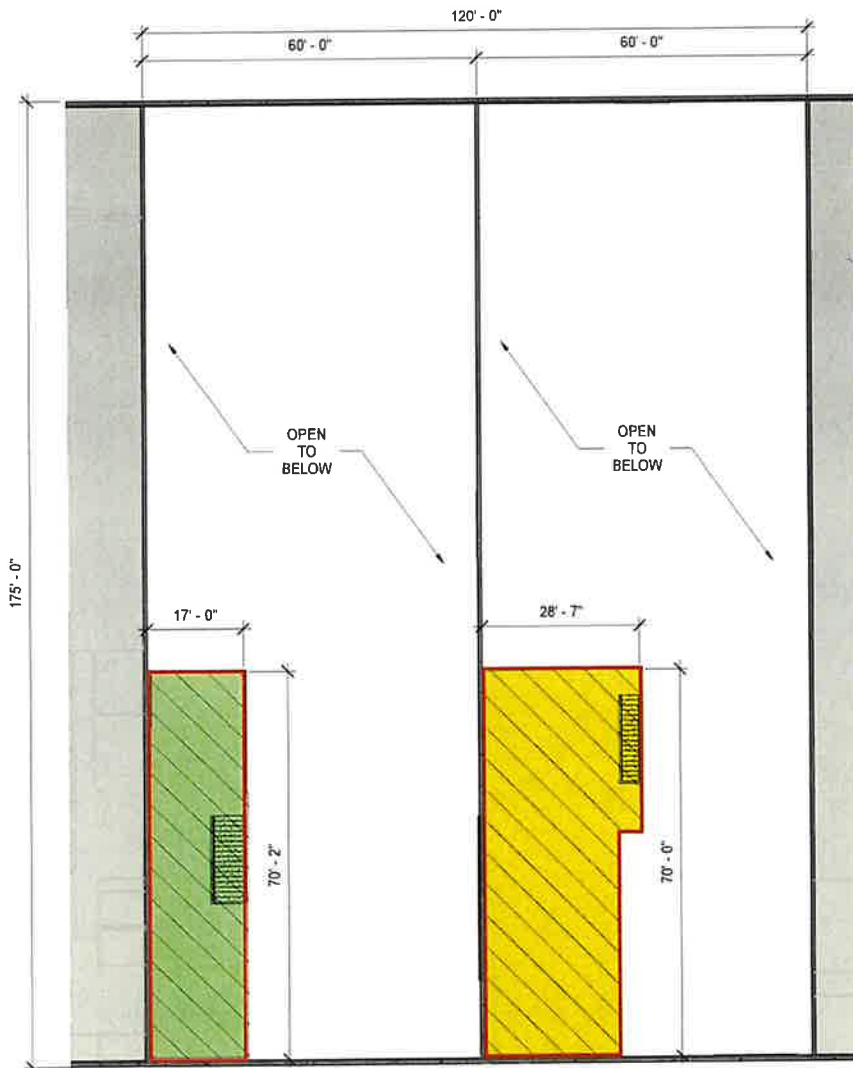 120' - 0"
60' - 0"
60' - 0"
175' - 0"
OPEN
TO
BELOW
OPEN
TO
BELOW
17' - 0"
28' - 7"
70' - 2"
70' - 0"